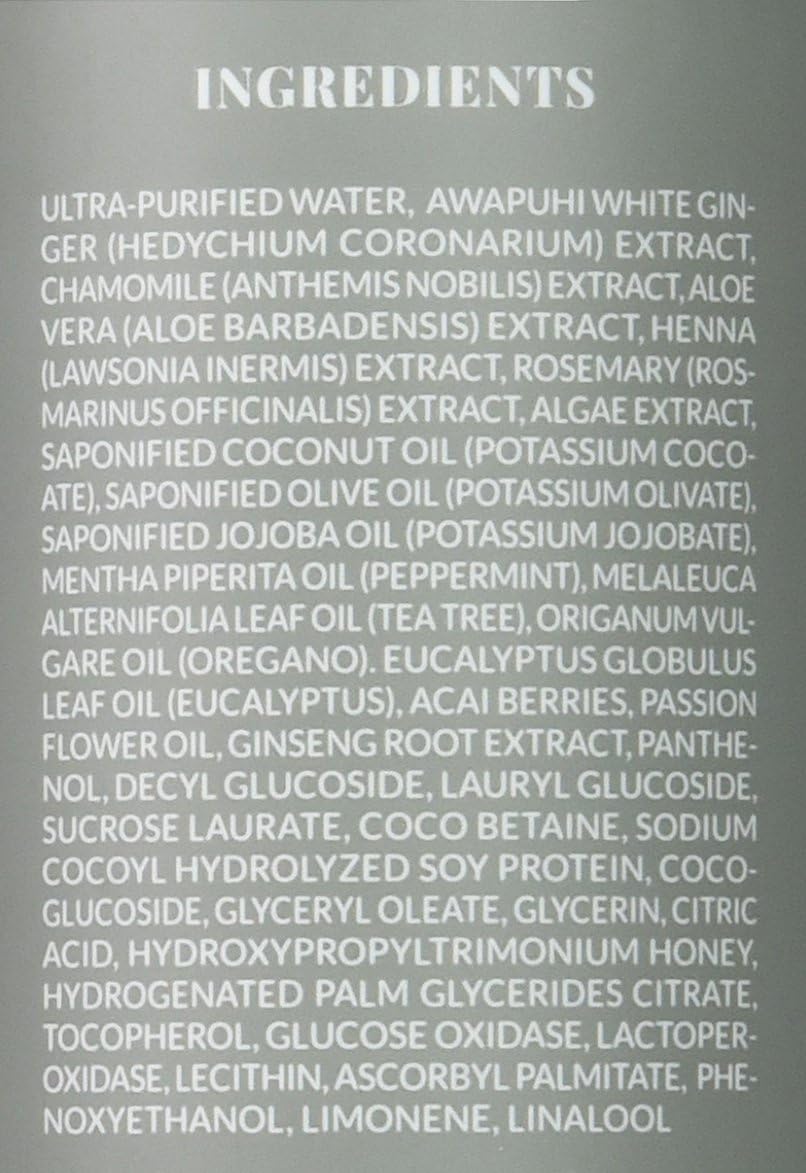 INGREDIENTS
ULTRA-PURIFIED WATER, AWAPUHI WHITE GIN-
GER (HEDYCHIUM CORONARIUM) EXTRACT,
CHAMOMILE (ANTHEMIS NOBILIS) EXTRACT, ALOE
VERA (ALOE BARBADENSIS) EXTRACT, HENNA
(LAWSONIA INERMIS) EXTRACT, ROSEMARY (ROS-
MARINUS OFFICINALIS) EXTRACT, ALGAE EXTRACT,
SAPONIFIED COCONUT OIL (POTASSIUM COCO-
ATE), SAPONIFIED OLIVE OIL (POTASSIUM OLIVATE),
SAPONIFIED JOJOBA OIL (POTASSIUM JOJOBATE),
MENTHA PIPERITA OIL (PEPPERMINT), MELALEUCA
ALTERNIFOLIA LEAF OIL (TEA TREE), ORIGANUM VUL-
GARE OIL (OREGANO). EUCALYPTUS GLOBULUS
LEAF OIL (EUCALYPTUS), ACAI BERRIES, PASSION
FLOWER OIL, GINSENG ROOT EXTRACT, PANTHE-
NOL, DECYL GLUCOSIDE, LAURYL GLUCOSIDE,
SUCROSE LAURATE, COCO BETAINE, SODIUM
COCOYL HYDROLYZED SOY PROTEIN, COCO-
GLUCOSIDE, GLYCERYL OLEATE, GLYCERIN, CITRIC
ACID, HYDROXYPROPYLTRIMONIUM HONEY,
HYDROGENATED PALM GLYCERIDES CITRATE,
TOCOPHEROL, GLUCOSE OXIDASE, LACTOPER-
OXIDASE, LECITHIN, ASCORBYL PALMITATE, PHE-
NOXYETHANOL, LIMONENE, LINALOOL